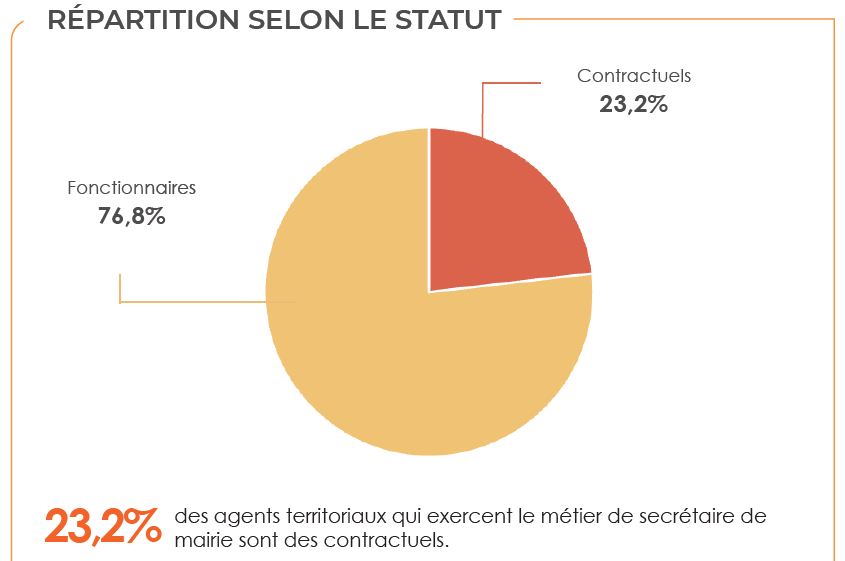 RÉPARTITION SELON LE STATUT
Contractuels
23,2%
Fonctionnaires
76,8%
23,2%
des agents territoriaux qui exercent le métier de secrétaire de
mairie sont des contractuels.